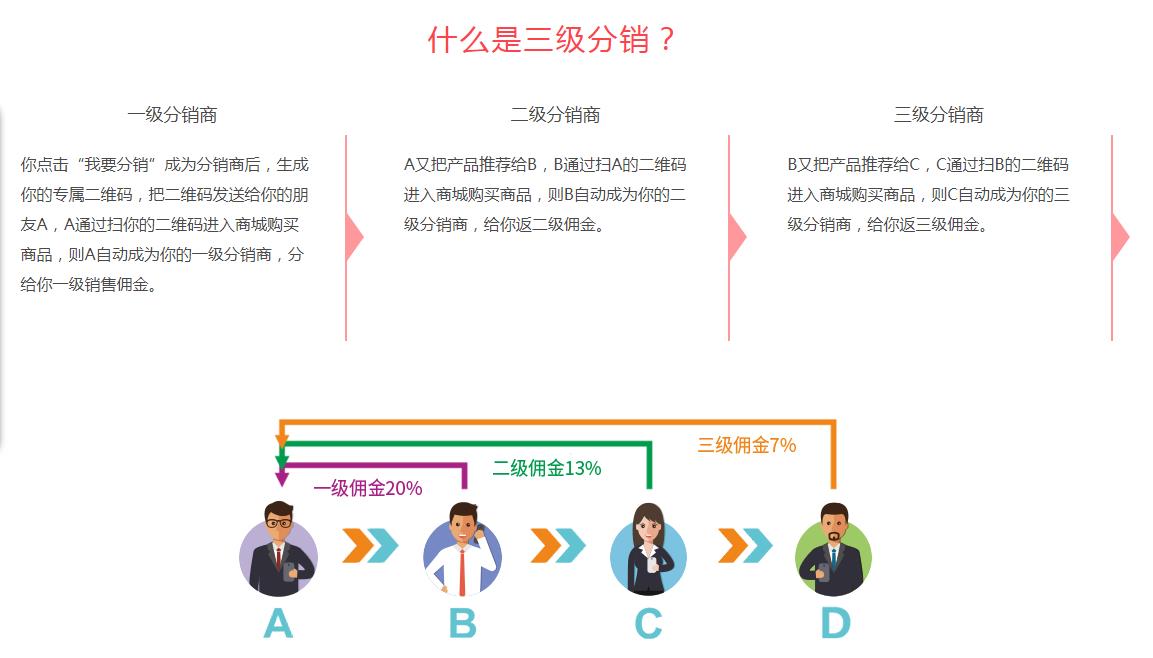 什么是三级分销？
一级分销商
你点击“我要分销”成为分销商后，生成
你的专属二维码，把二维码发送给你的朋
友A，A通过扫你的二维码进入商城购买
商品，则A自动成为你的一级分销商，分
给你一级销售佣金。
二级分销商
A又把产品推荐给B，B通过扫A的二维码
进入商城购买商品，则B自动成为你的二
级分销商，给你返二级佣金。
三级分销商
B又把产品推荐给C，C通过扫B的二维码
进入商城购买商品，则C自动成为你的三
级分销商，给你返三级佣金。
三级佣金7%
二级佣金13%
一级佣金20%
A
B
C
D